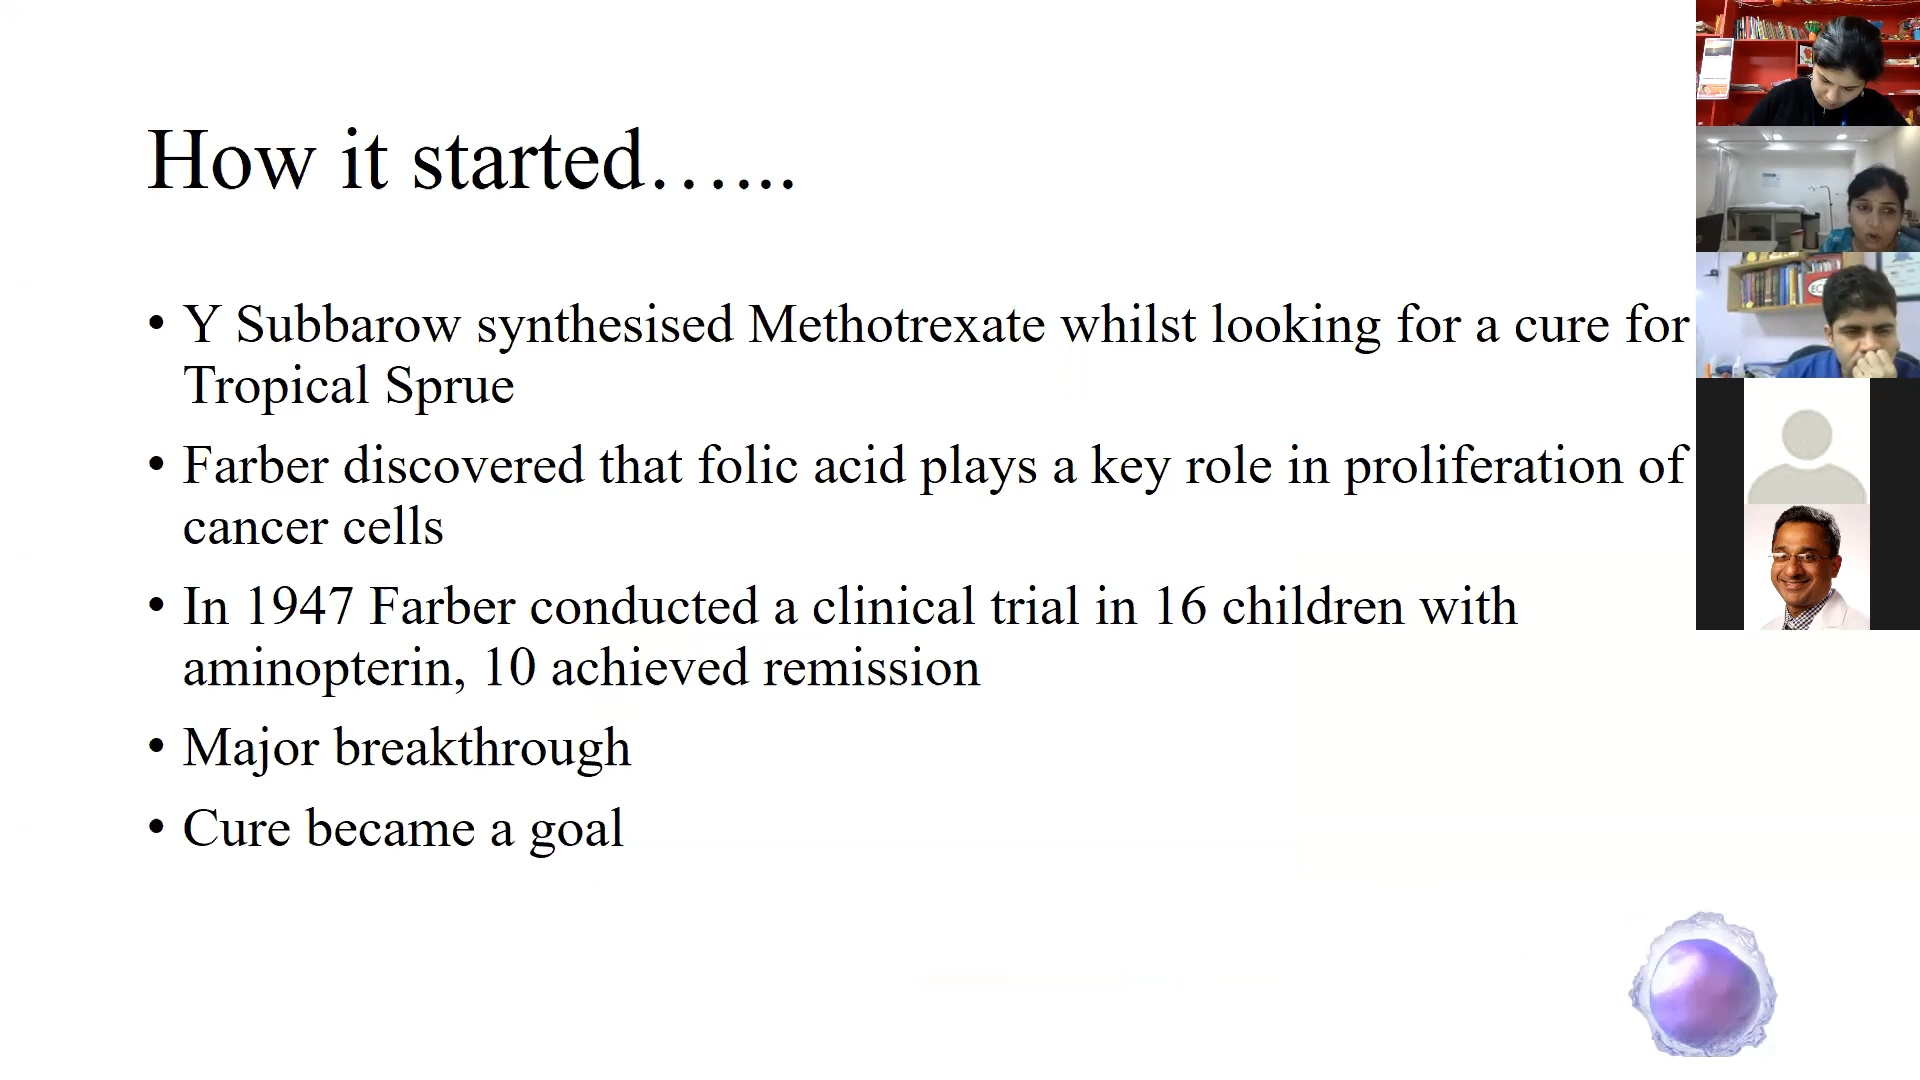 How it started…...
• Y Subbarow synthesised Methotrexate whilst looking for a cure for
Tropical Sprue
• Farber discovered that folic acid plays a key role in proliferation of
cancer cells
• In 1947 Farber conducted a clinical trial in 16 children with
aminopterin, 10 achieved remission
• Major breakthrough
• Cure became a goal